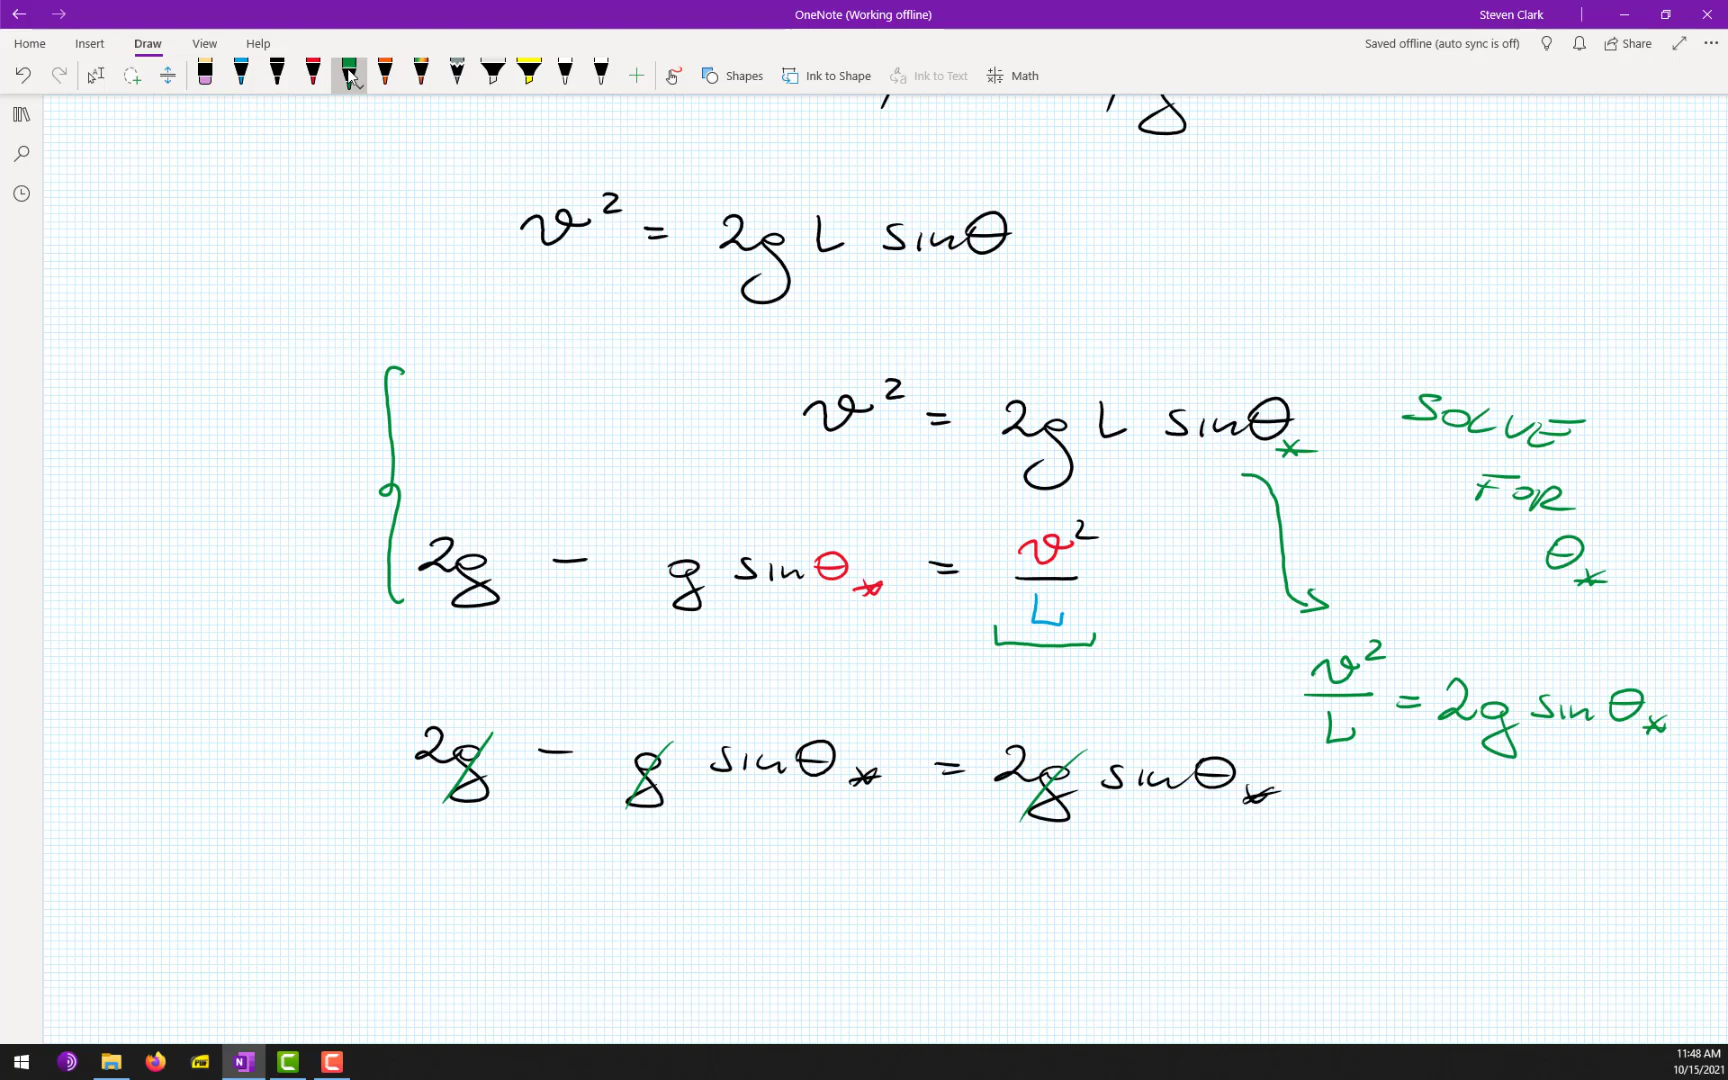 OneNote (Working offline)
Steven Clark
Home Insert Draw View Help
Saved offline (auto sync is off)
Share
Shapes
Ink to Shape
Ink to Text
Math
g
v² = 2g L sinθ
v² = 2g L sinθ*
SOLVE
FOR
θ*
2g - g sinθ* = v²/L
v²/L = 2g sinθ*
2g - g sinθ* = 2g sinθ*
11:48 AM
10/15/2021